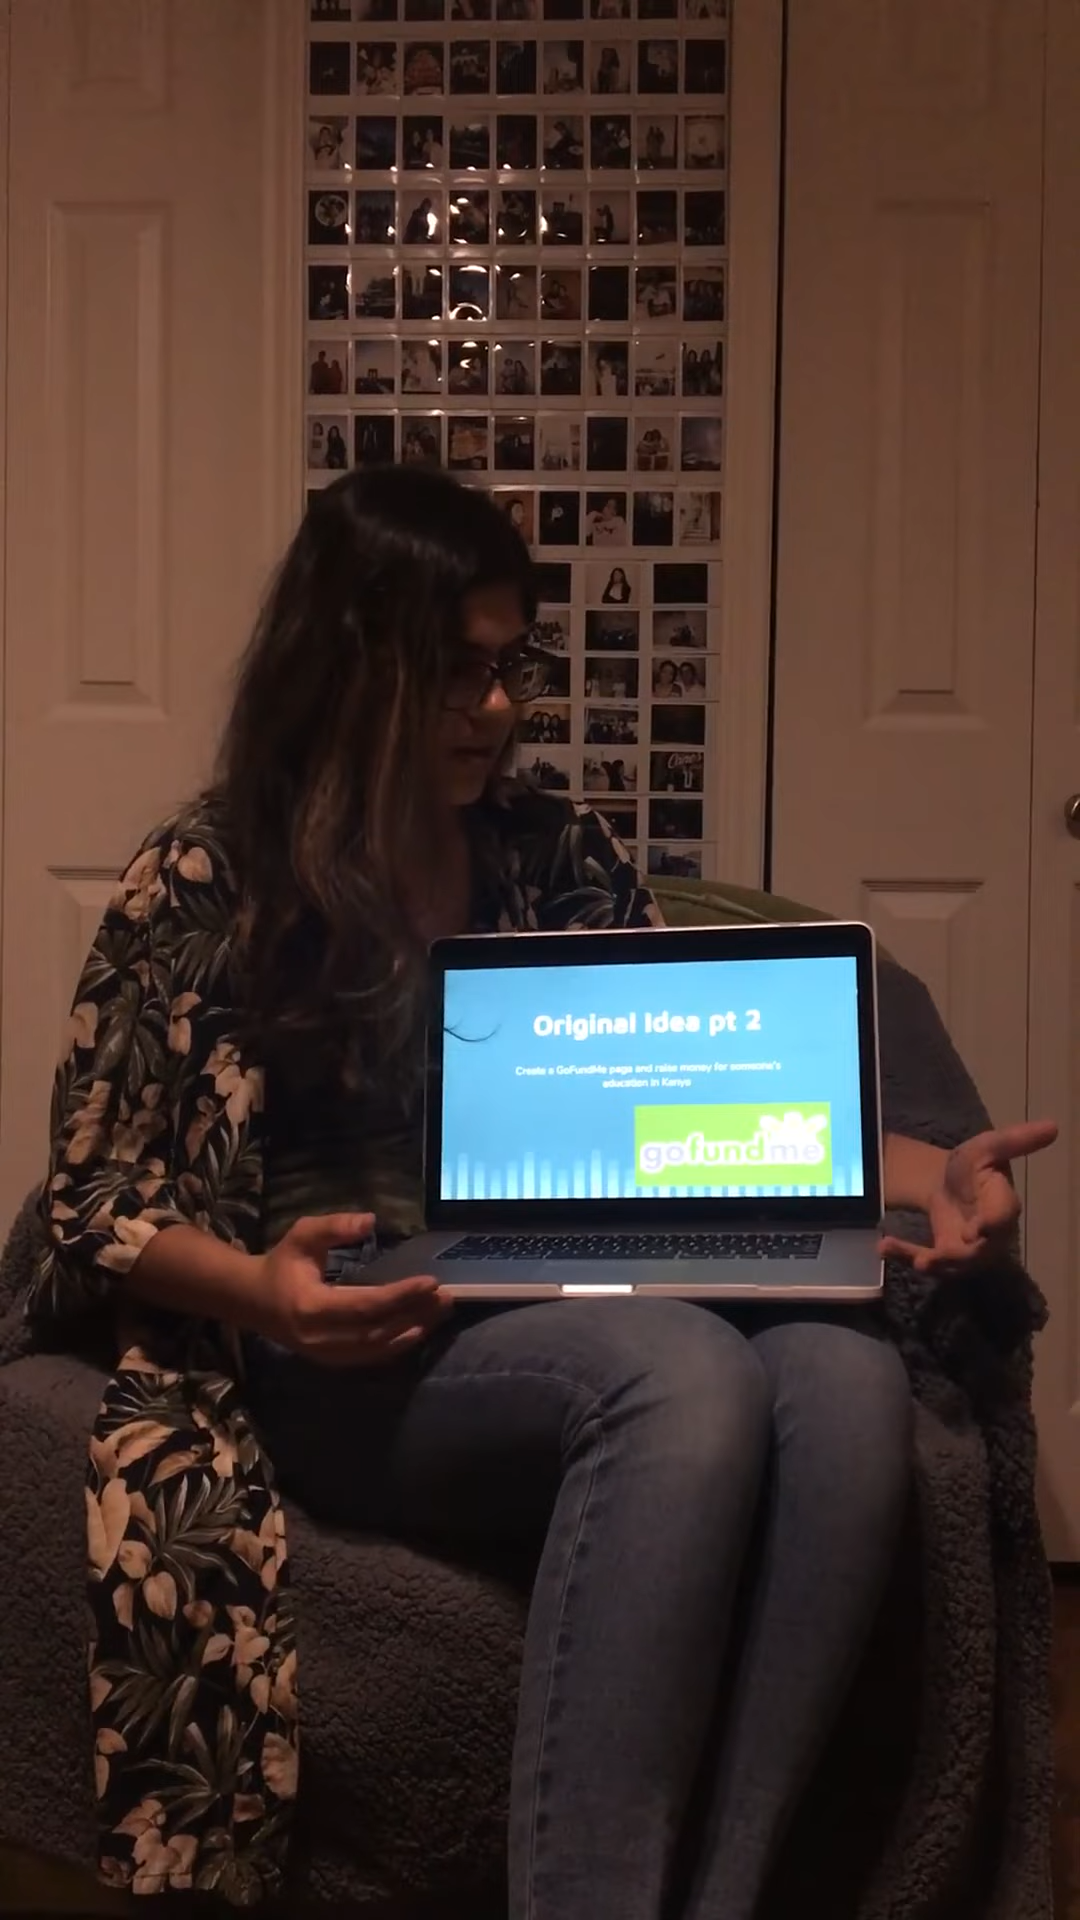 Original Idea pt 2
Create a GoFundMe page and raise money for someone's
education in Kenya
gofundme